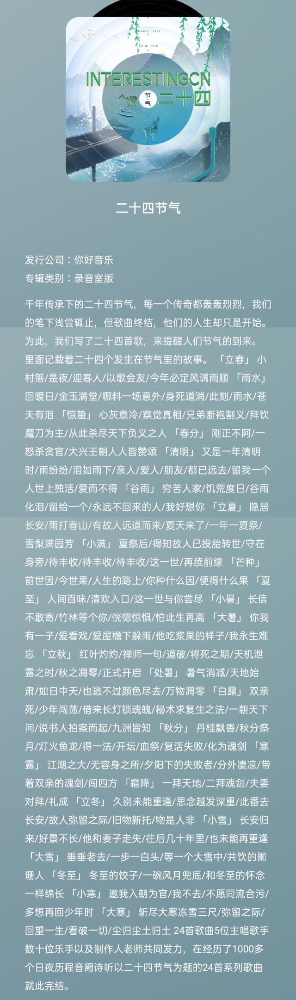 Twenty·four
Solar term
INTERESTINGCN
节·气
二十四
二十四节气
发行公司：你好音乐
专辑类别：录音室版
千年传承下的二十四节气，每一个传奇都轰轰烈烈，我们
的笔下浅尝辄止，但歌曲终结，他们的人生却只是开始。
为此，我们写了二十四首歌，来提醒人们节气的到来。
里面记载着二十四个发生在节气里的故事。 「立春」 小
村落/是夜/迎春人/以歌会友/今年必定风调雨顺 「雨水」
回暖日/金玉满堂/哪料一场意外/身死道消/此刻/雨水/苍
天有泪 「惊蛰」 心灰意冷/察觉真相/兄弟断袍割义/拜饮
魔刀为主/从此杀尽天下负义之人 「春分」 刚正不阿/一
怒杀贪官/大兴王朝人人皆赞颂 「清明」 又是一年清明
时/雨纷纷/泪如雨下/亲人/爱人/朋友/都已远去/留我一个
人世上独活/爱而不得 「谷雨」 穷苦人家/饥荒度日/谷雨
化泪/留给一个/永远不回来的人/我好想你 「立夏」 隐居
长安/雨打春山/有故人远道而来/夏天来了/一年一夏祭/
雪梨满园芳 「小满」 夏祭后/得知故人已投胎转世/守在
身旁/待丰收/待丰收/待丰收/这一世/再续前缘 「芒种」
前世因/今世果/人生的路上/你种什么因/便得什么果 「夏
至」 人间百味/清欢入口/这一世与你尝尽 「小暑」 长信
不敢寄/竹林等个你/恍惚惊惧/怕此生再离 「大暑」 你我
有一子/爱看戏/爱屋檐下躲雨/他吃浆果的样子/我永生难
忘 「立秋」 红叶灼灼/禅师一句/道破/将死之期/天机泄
露之时/秋之凋零/正式开启 「处暑」 暑气消减/天地始
肃/如日中天/也逃不过颜色尽去/万物凋零 「白露」 双亲
死/少年闯荡/借来长灯锁魂魄/秘术求复生之法/一朝天下
问/说书人拍案而起/九洲皆知 「秋分」 丹桂飘香/秋分祭
月/灯火鱼龙/得一法/开坛/血祭/复活失败/化为魂剑 「寒
露」 江湖之大/无容身之所/夕阳下的失败者/分外凄凉/带
着双亲的魂剑/闯四方 「霜降」 一拜天地/二拜魂剑/夫妻
对拜/礼成 「立冬」 久别未能重逢/思念越发深重/此番去
长安/故人弥留之际/旧物新托/物是人非 「小雪」 长安归
来/好景不长/他和妻子走失/往后几十年里/也未能再重逢
「大雪」 垂垂老去/一步一白头/等一个大雪中/共饮的阑
珊人 「冬至」 冬至的饺子/一碗风月兜底/和冬至的怀念
一样绵长 「小寒」 邀我入朝为官/我不去/不愿同流合污/
多想再回少年时 「大寒」 斩尽大寒冻雪三尺/弥留之际/
回望一生/看破一切/尘归尘土归土 24首歌曲5位主唱歌手
数十位乐手以及制作人老师共同发力，在经历了1000多
个日夜历程音阙诗听以二十四节气为题的24首系列歌曲
就此完结。